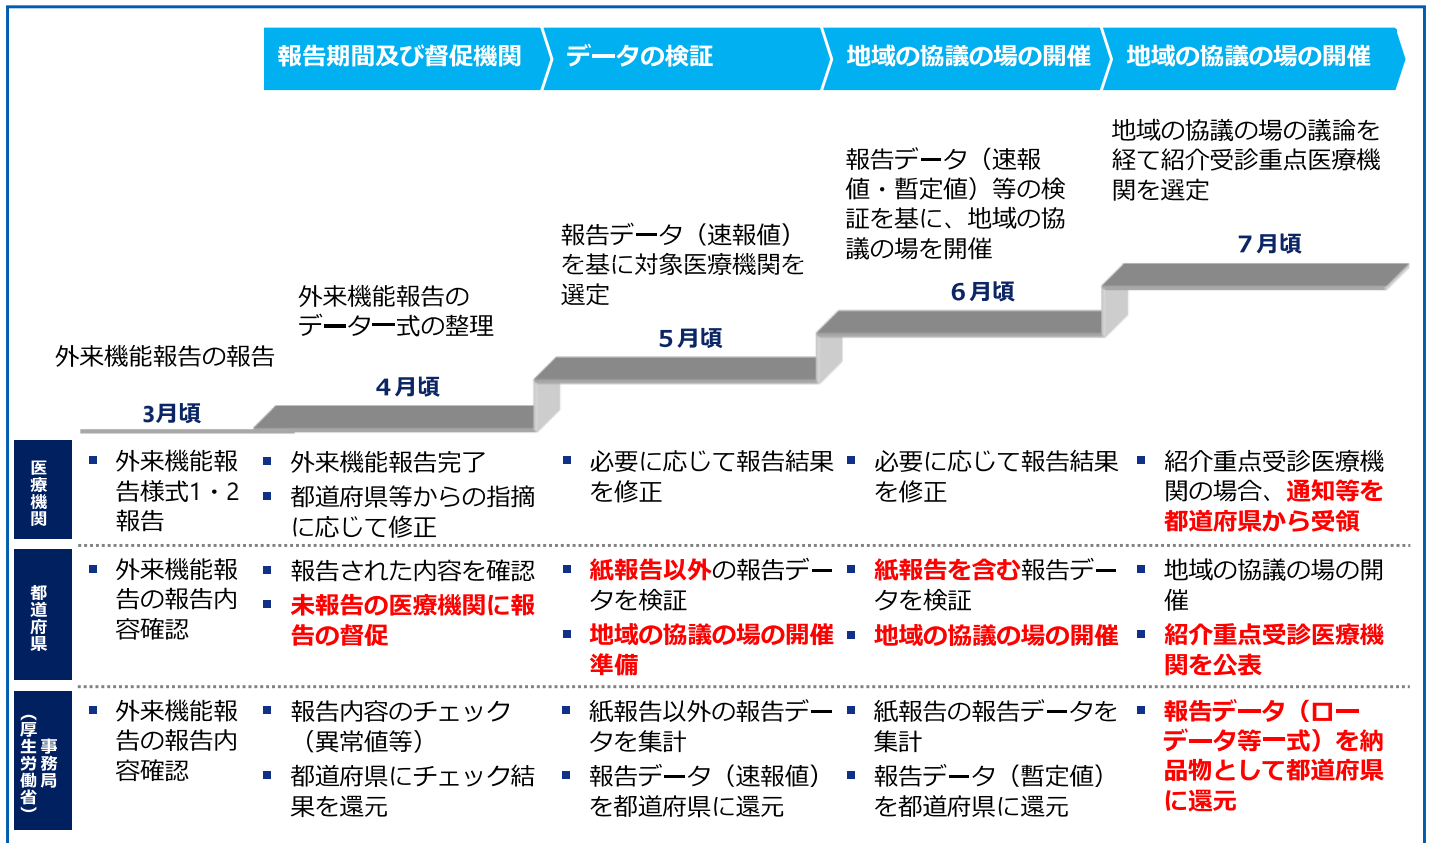 報告期間及び督促機関
データの検証
地域の協議の場の開催
地域の協議の場の開催
外来機能報告の報告
3月頃
外来機能報告の
データ一式の整理
４月頃
報告データ（速報値）
を基に対象医療機関を
選定
５月頃
報告データ（速報
値・暫定値）等の検
証を基に、地域の協
議の場を開催
６月頃
地域の協議の場の議論を
経て紹介受診重点医療機
関を選定
７月頃
医療機関
外来機能報
告様式1・2
報告
外来機能報告完了
都道府県等からの指摘
に応じて修正
必要に応じて報告結果
を修正
必要に応じて報告結果
を修正
紹介重点受診医療機
関の場合、通知等を
都道府県から受領
都道府県
外来機能報
告の報告内
容確認
報告された内容を確認
未報告の医療機関に報
告の督促
紙報告以外の報告デー
タを検証
地域の協議の場の開催
準備
紙報告を含む報告デー
タを検証
地域の協議の場の開催
地域の協議の場の開
催
紹介重点受診医療機
関を公表
事務局
（厚生労働省）
外来機能報
告の報告内
容確認
報告内容のチェック
（異常値等）
都道府県にチェック結
果を還元
紙報告以外の報告デー
タを集計
報告データ（速報値）
を都道府県に還元
紙報告の報告データを
集計
報告データ（暫定値）
を都道府県に還元
報告データ（ロー
データ等一式）を納
品物として都道府県
に還元